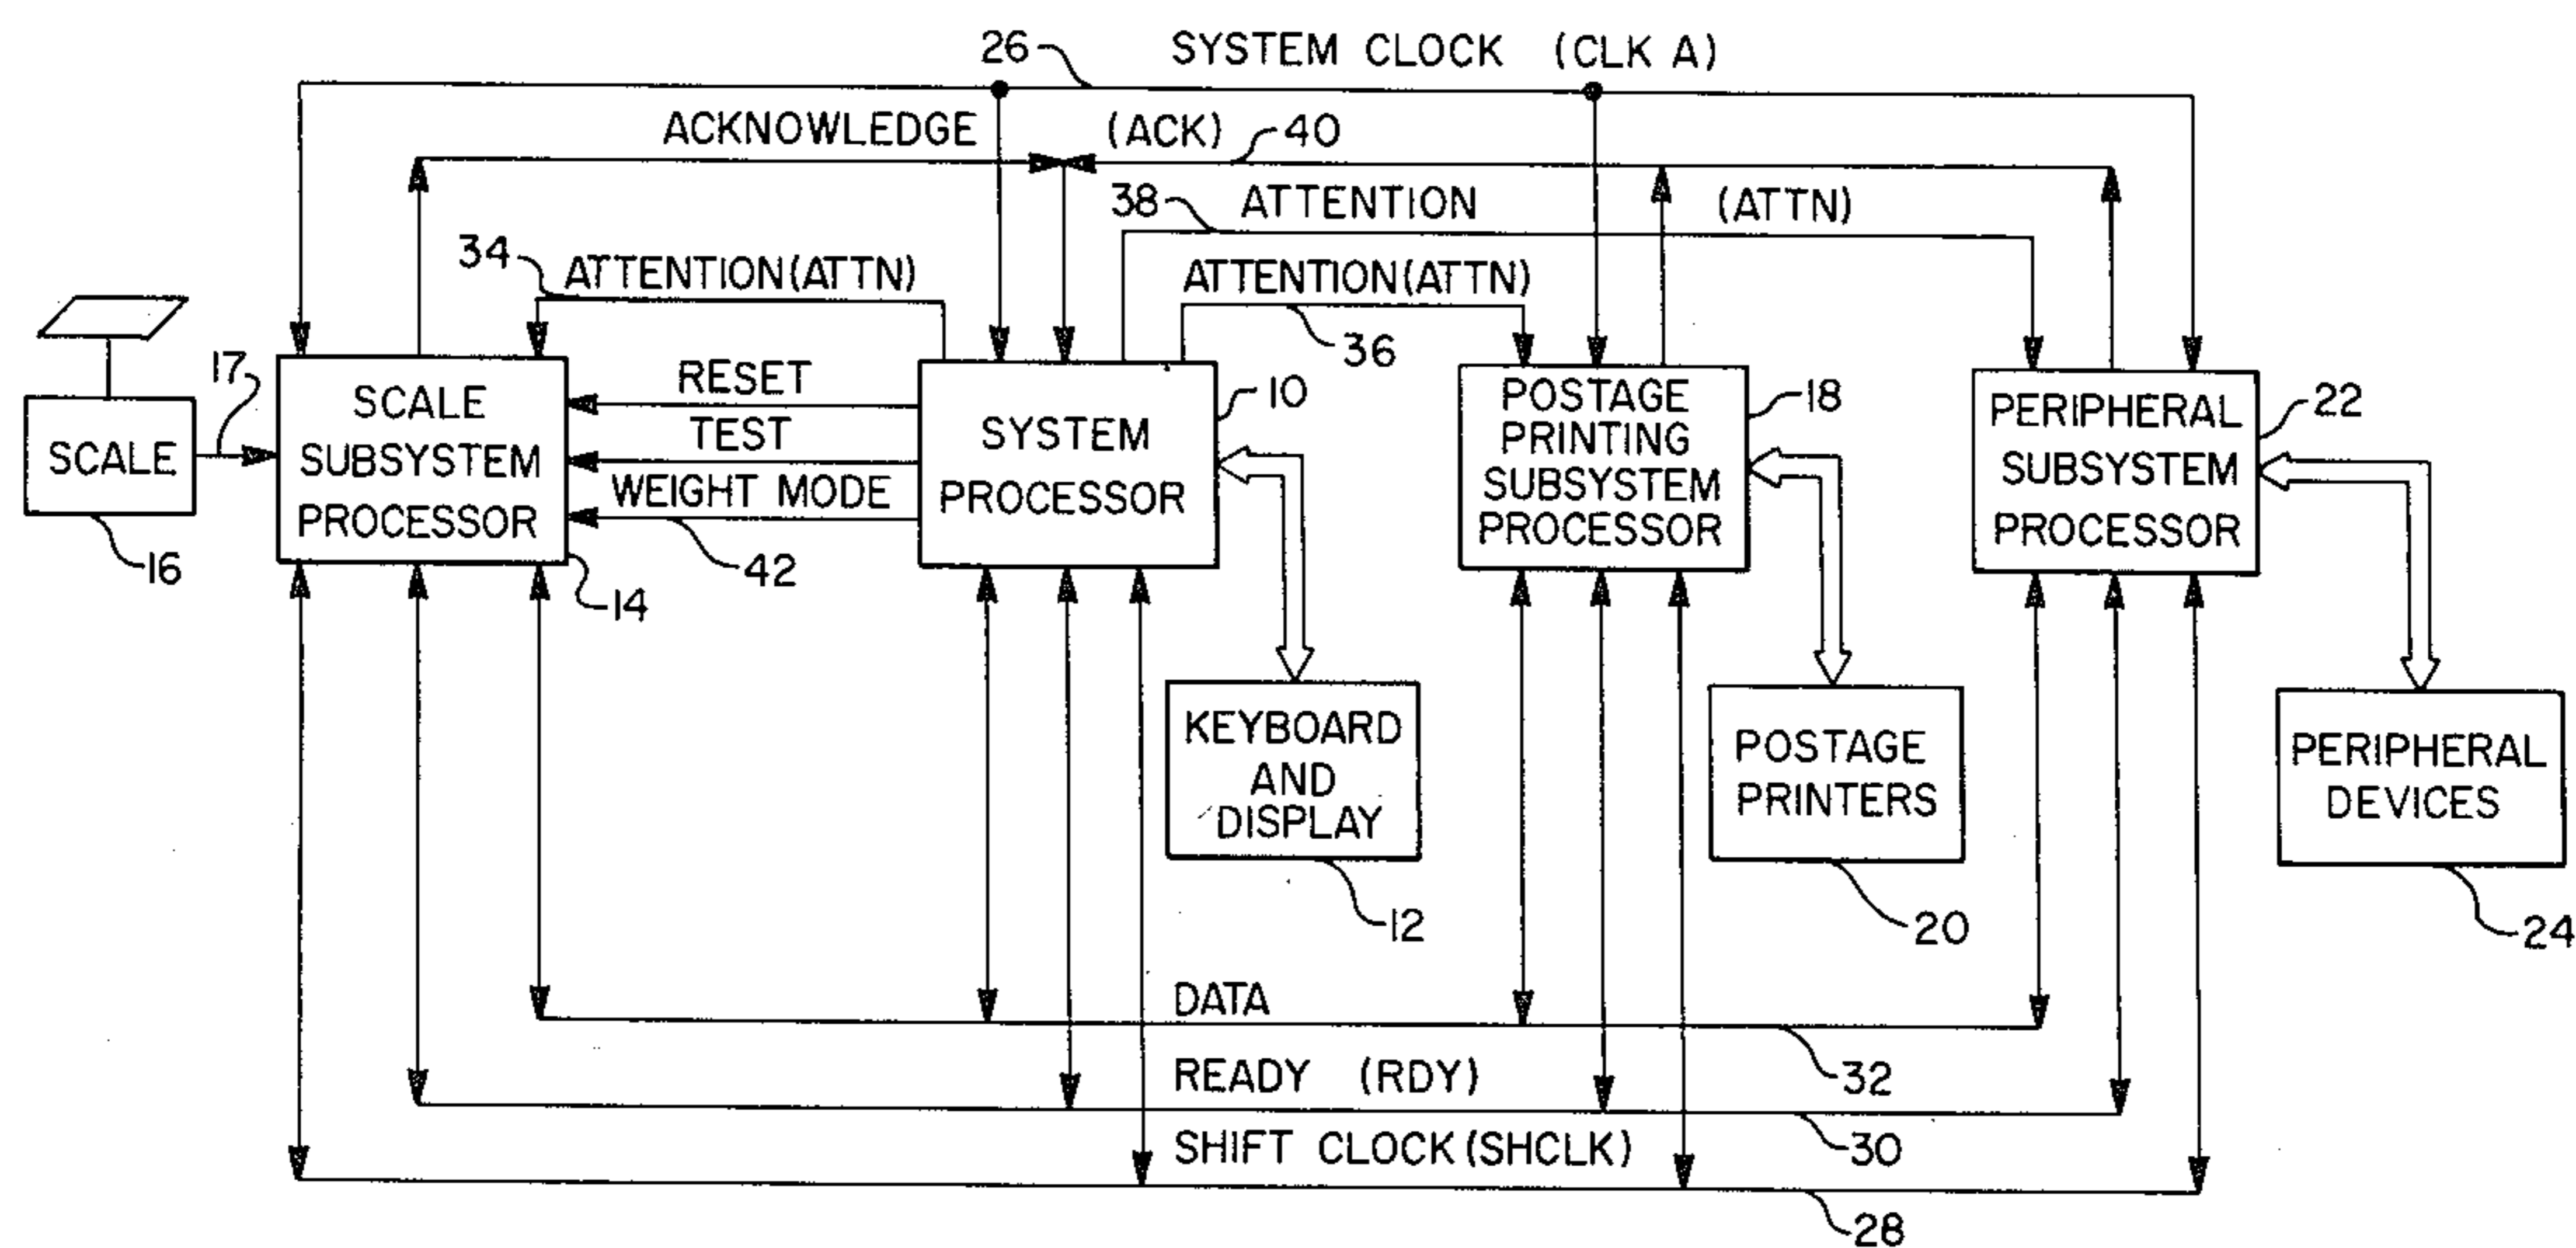 26
SYSTEM CLOCK (CLK A)
ACKNOWLEDGE (ACK)
40
38
ATTENTION (ATTN)
34
ATTENTION(ATTN)
ATTENTION(ATTN)
36
17
SCALE
16
SCALE
SUBSYSTEM
PROCESSOR
14
RESET
TEST
WEIGHT MODE
42
SYSTEM
PROCESSOR
10
POSTAGE
PRINTING
SUBSYSTEM
PROCESSOR
18
PERIPHERAL
SUBSYSTEM
PROCESSOR
22
KEYBOARD
AND
DISPLAY
12
POSTAGE
PRINTERS
20
PERIPHERAL
DEVICES
24
DATA
32
READY (RDY)
30
SHIFT CLOCK(SHCLK)
28